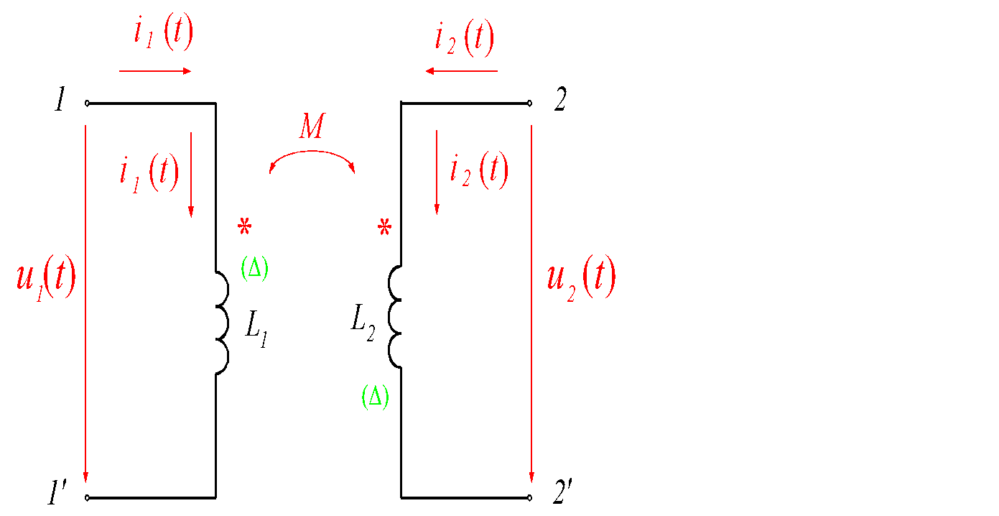 i₁(t)
i₂(t)
1
2
M
i₁(t)
i₂(t)
*
*
u₁(t)
(Δ)
u₂(t)
L₁
L₂
(Δ)
1'
2'